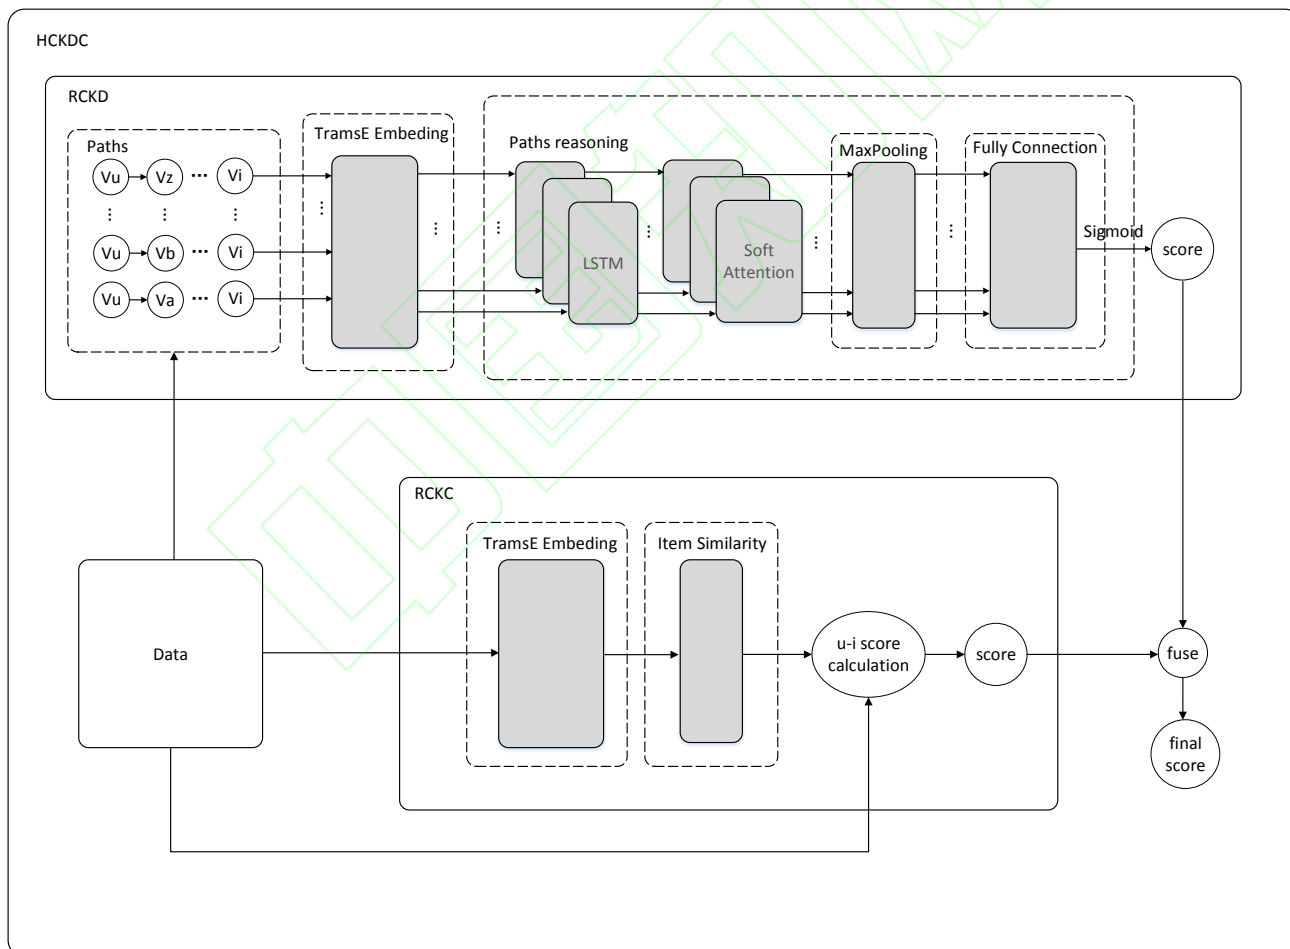 HCKDC
RCKD
Paths
TramsE Embeding
Paths reasoning
MaxPooling
Fully Connection
Vu
Vz
...
Vi
Vu
Vb
...
Vi
Vu
Va
...
Vi
LSTM
Soft
Attention
Sigmoid
score
RCKC
TramsE Embeding
Item Similarity
Data
u-i score
calculation
score
fuse
final
score